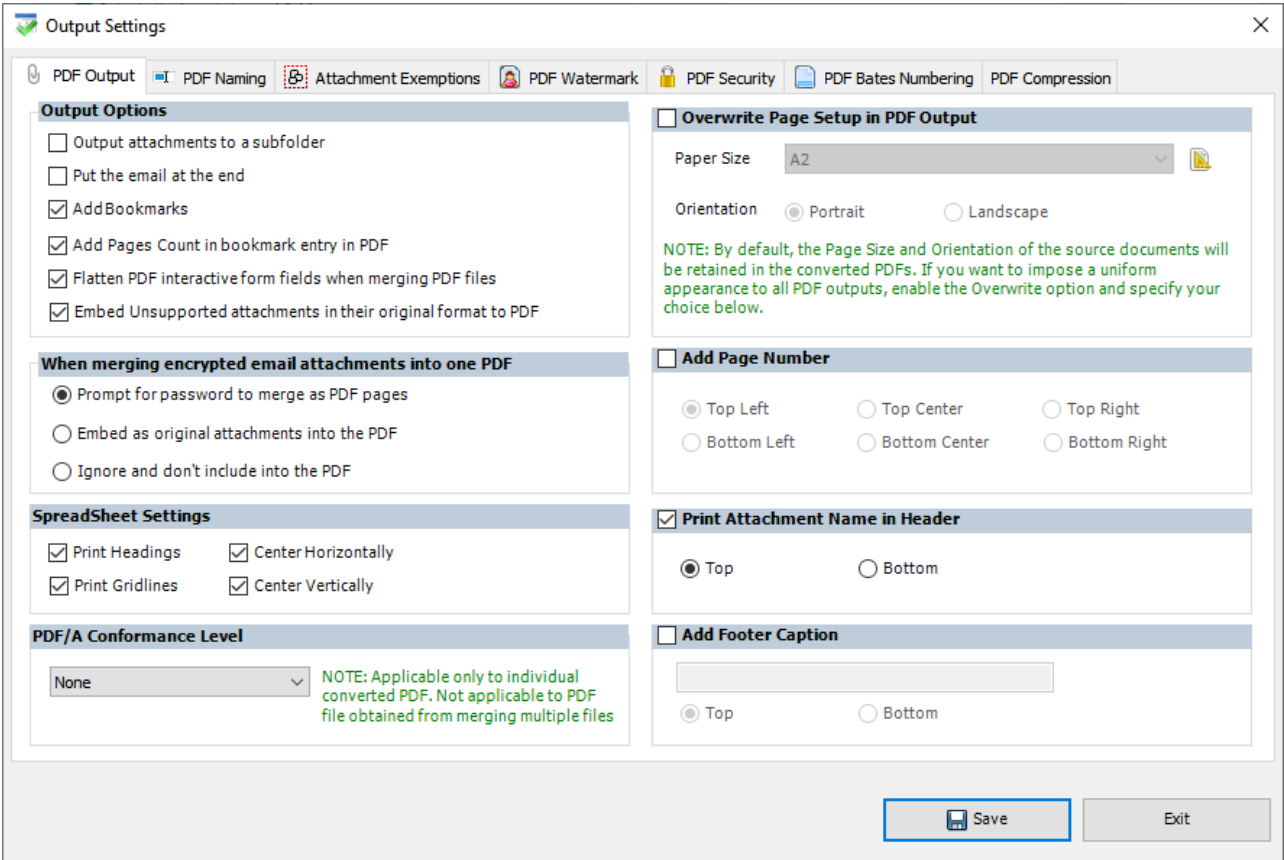 Output Settings
PDF Output PDF Naming Attachment Exemptions PDF Watermark PDF Security PDF Bates Numbering PDF Compression
Output Options
Output attachments to a subfolder
Put the email at the end
Add Bookmarks
Add Pages Count in bookmark entry in PDF
Flatten PDF interactive form fields when merging PDF files
Embed Unsupported attachments in their original format to PDF
When merging encrypted email attachments into one PDF
Prompt for password to merge as PDF pages
Embed as original attachments into the PDF
Ignore and don't include into the PDF
SpreadSheet Settings
Print Headings Center Horizontally
Print Gridlines Center Vertically
PDF/A Conformance Level
None
NOTE: Applicable only to individual
converted PDF. Not applicable to PDF
file obtained from merging multiple files
Overwrite Page Setup in PDF Output
Paper Size A2
Orientation Portrait Landscape
NOTE: By default, the Page Size and Orientation of the source documents will
be retained in the converted PDFs. If you want to impose a uniform
appearance to all PDF outputs, enable the Overwrite option and specify your
choice below.
Add Page Number
Top Left Top Center Top Right
Bottom Left Bottom Center Bottom Right
Print Attachment Name in Header
Top Bottom
Add Footer Caption
Top Bottom
Save Exit